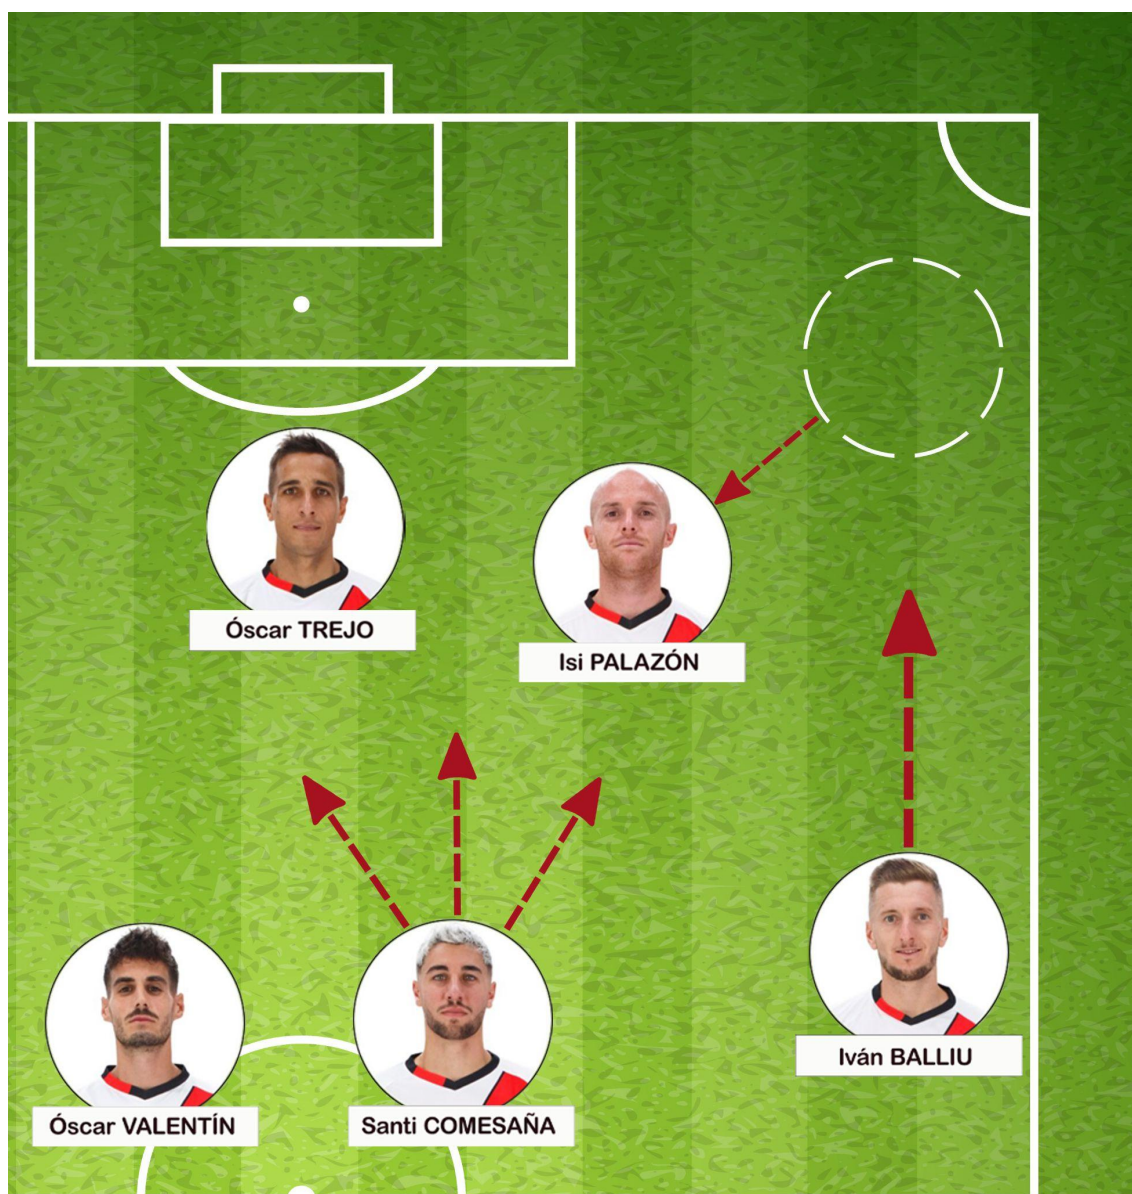 Óscar TREJO
Isi PALAZÓN
Iván BALLIU
Óscar VALENTÍN
Santi COMESAÑA